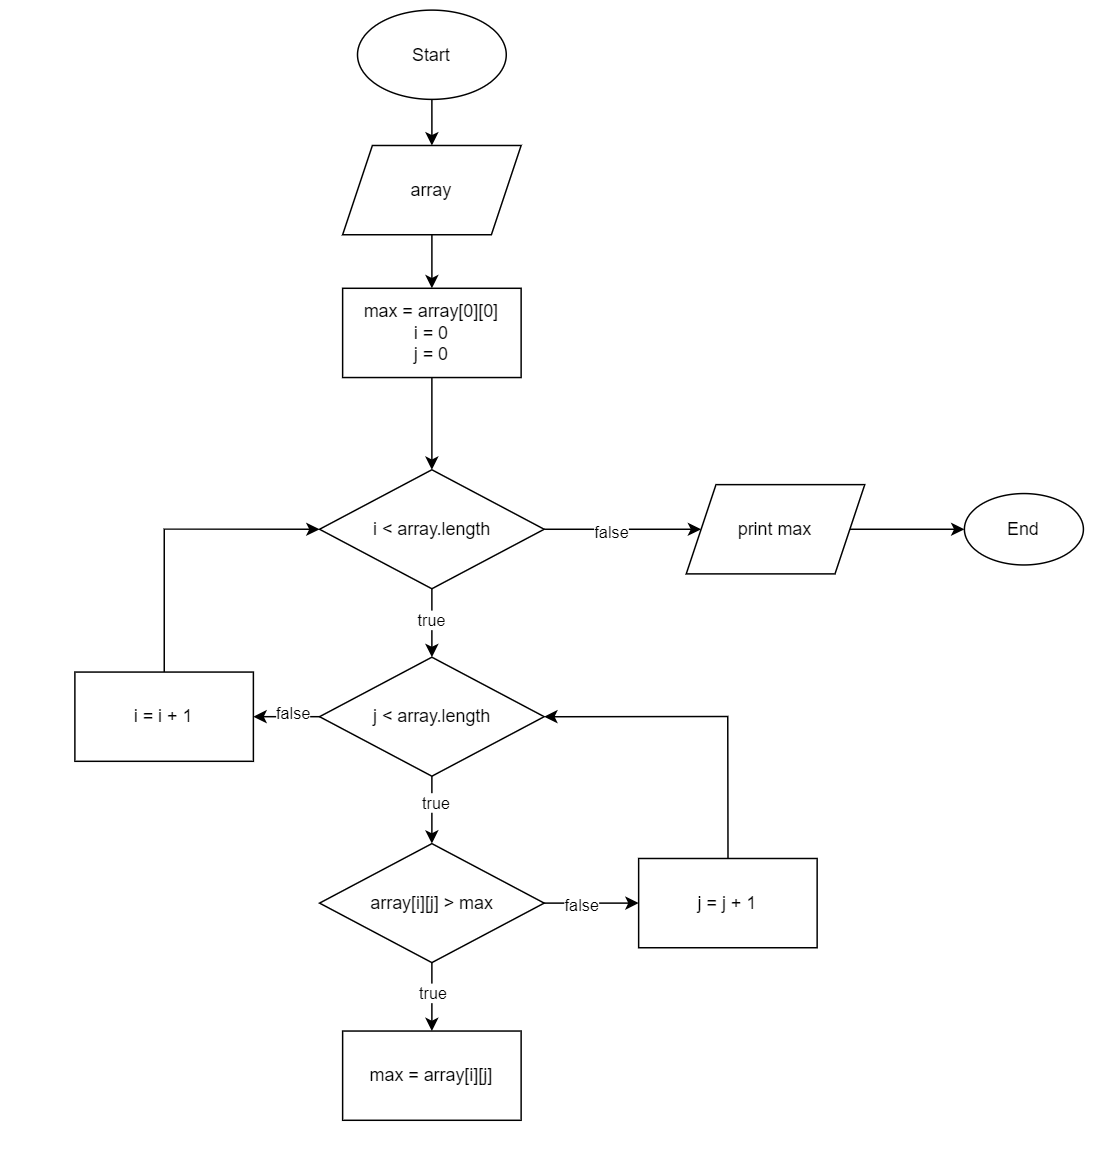 Start
array
max = array[0][0]
i = 0
j = 0
i < array.length
false
print max
End
true
i = i + 1
false
j < array.length
true
array[i][j] > max
false
j = j + 1
true
max = array[i][j]